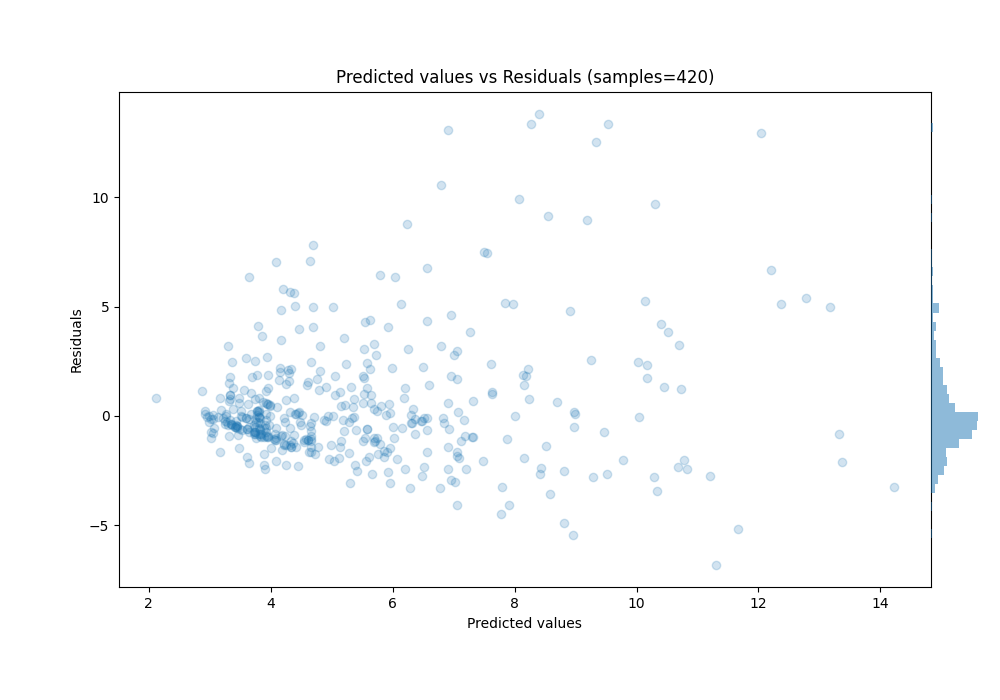 Predicted values vs Residuals (samples=420)
10
5
0
−5
Residuals
2 4 6 8 10 12 14
Predicted values